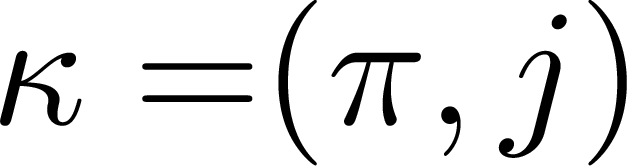 κ =(π, j)